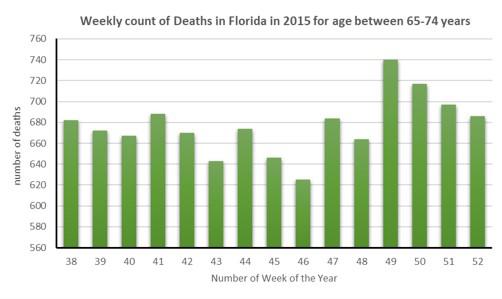 Weekly count of Deaths in Florida in 2015 for age between 65-74 years
760
740
720
700
680
660
640
620
600
580
560
number of deaths
38 39 40 41 42 43 44 45 46 47 48 49 50 51 52
Number of Week of the Year